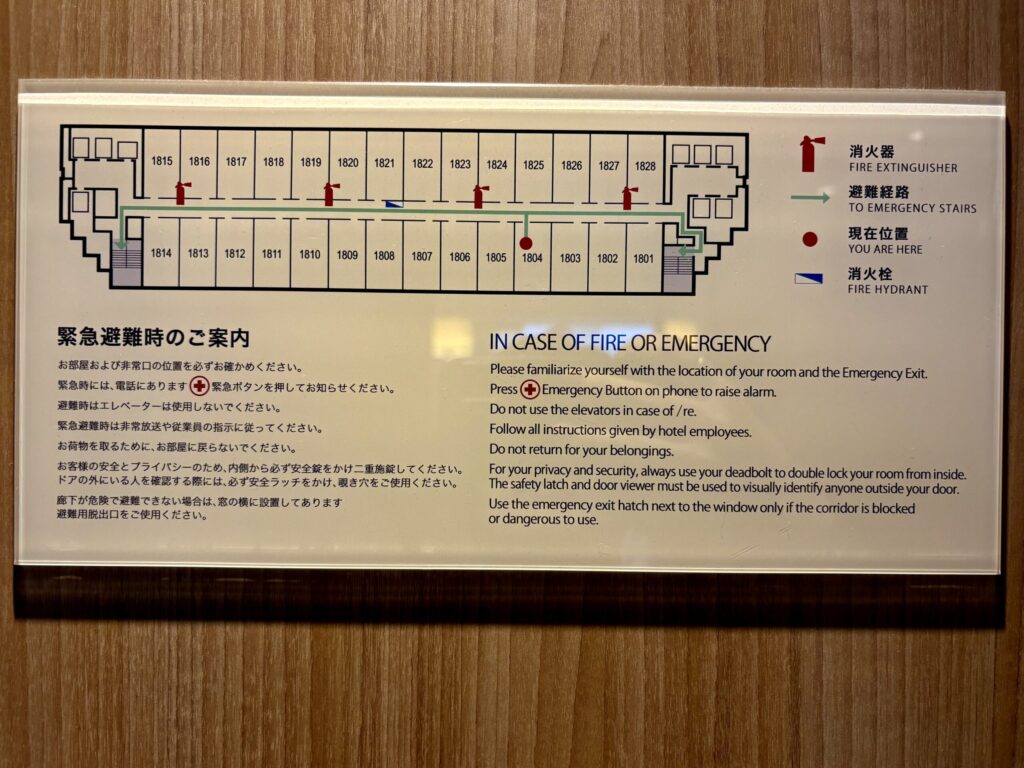 1815 1816 1817 1818 1819 1820 1821 1822 1823 1824 1825 1826 1827 1828
1814 1813 1812 1811 1810 1809 1808 1807 1806 1805 1804 1803 1802 1801
消火器
FIRE EXTINGUISHER
避難経路
TO EMERGENCY STAIRS
現在位置
YOU ARE HERE
消火栓
FIRE HYDRANT
緊急避難時のご案内
お部屋および非常口の位置を必ずお確かめください。
緊急時には、電話にあります緊急ボタンを押してお知らせください。
避難時はエレベーターは使用しないでください。
緊急避難時は非常放送や従業員の指示に従ってください。
お荷物を取るために、お部屋に戻らないでください。
お客様の安全とプライバシーのため、内側から必ず安全錠をかけ二重施錠してください。
ドアの外にいる人を確認する際には、必ず安全ラッチをかけ、覗き穴をご使用ください。
廊下が危険で避難できない場合は、窓の横に設置してあります
避難用脱出口をご使用ください。
IN CASE OF FIRE OR EMERGENCY
Please familiarize yourself with the location of your room and the Emergency Exit.
Press Emergency Button on phone to raise alarm.
Do not use the elevators in case of /re.
Follow all instructions given by hotel employees.
Do not return for your belongings.
For your privacy and security, always use your deadbolt to double lock your room from inside.
The safety latch and door viewer must be used to visually identify anyone outside your door.
Use the emergency exit hatch next to the window only if the corridor is blocked
or dangerous to use.